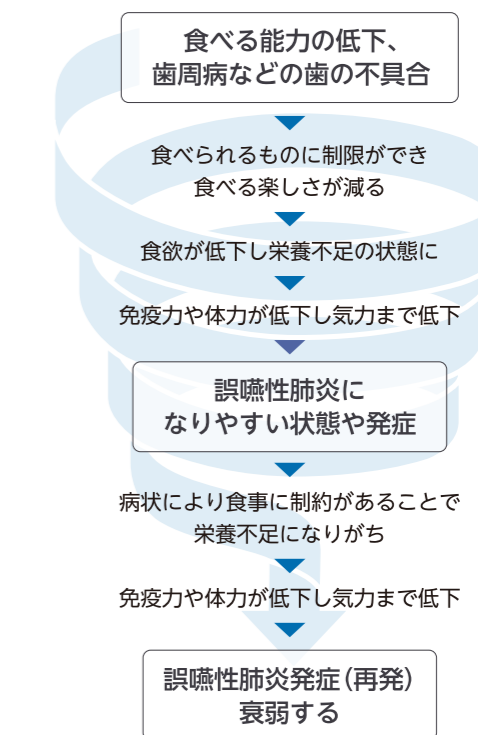 食べる能力の低下、
歯周病などの歯の不具合
食べられるものに制限ができ
食べる楽しさが減る
食欲が低下し栄養不足の状態に
免疫力や体力が低下し気力まで低下
誤嚥性肺炎に
なりやすい状態や発症
病状により食事に制約があることで
栄養不足になりがち
免疫力や体力が低下し気力まで低下
誤嚥性肺炎発症（再発）
衰弱する